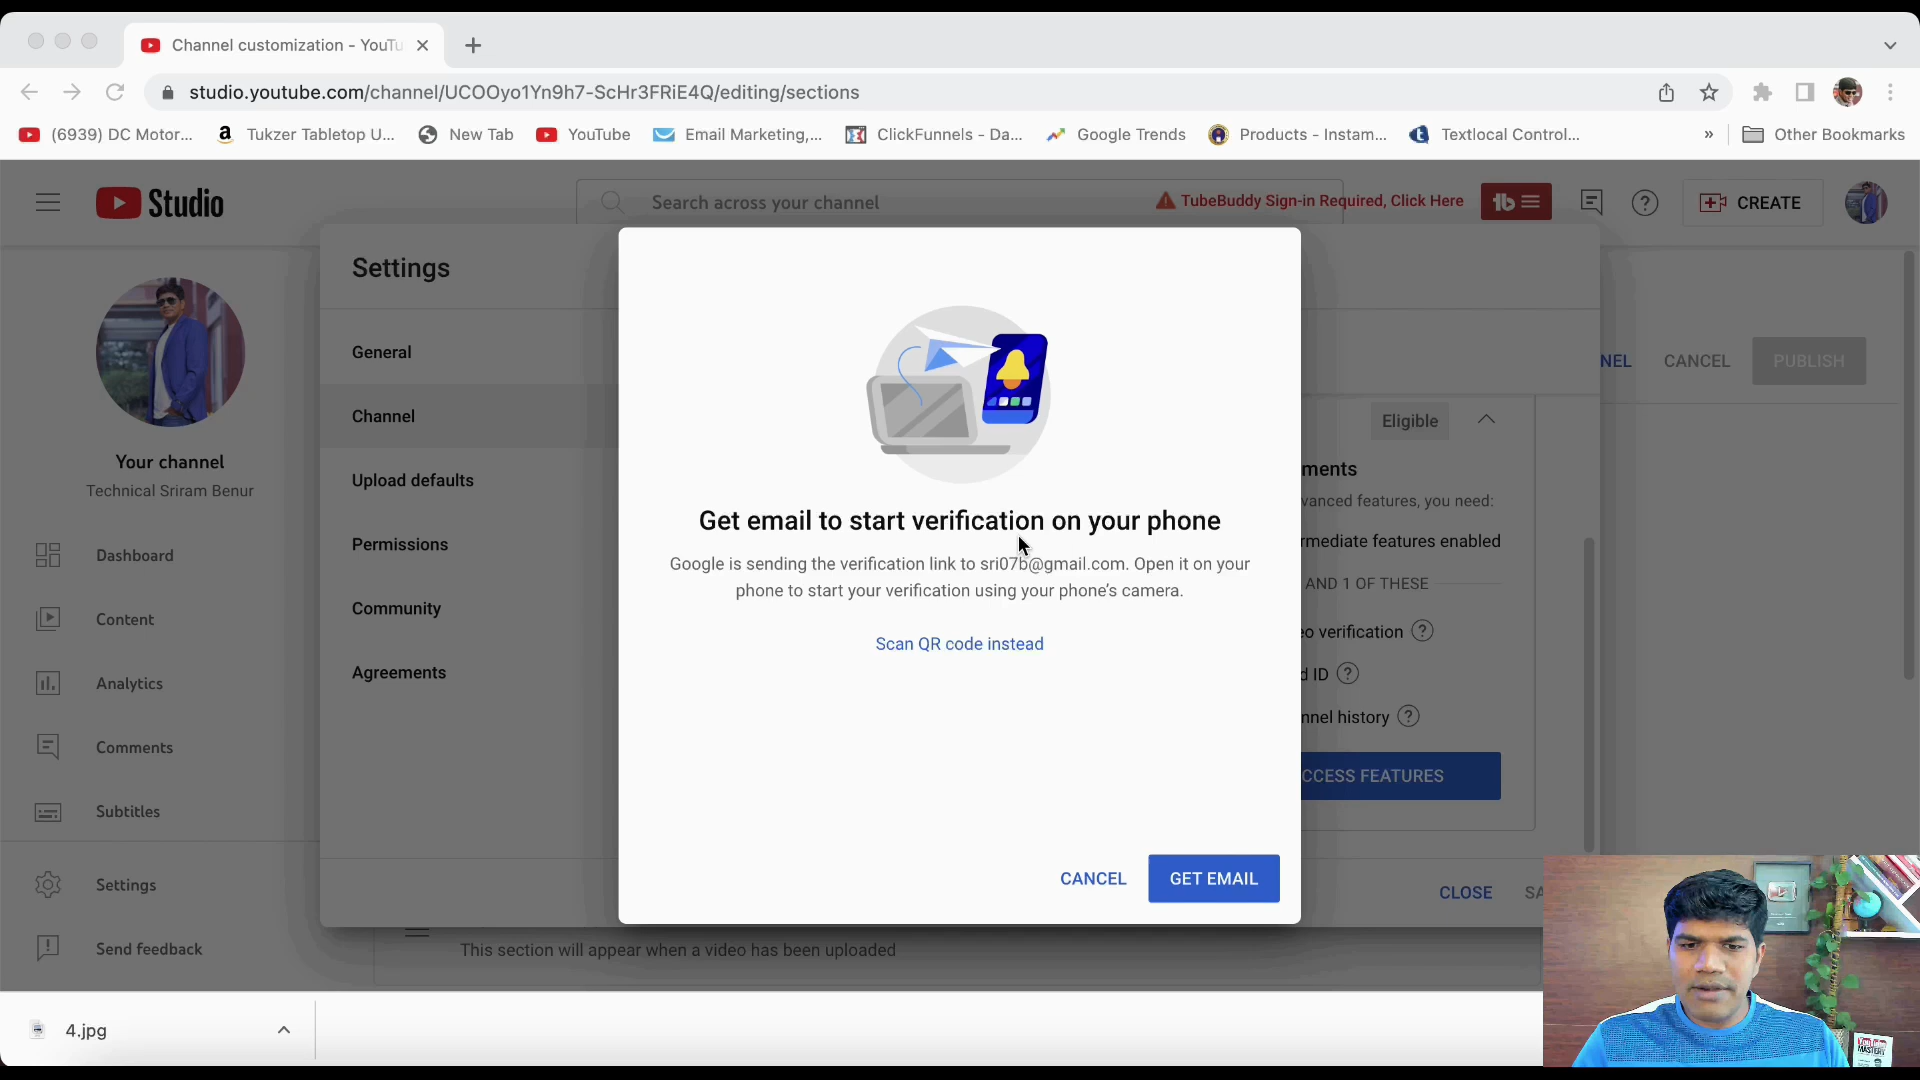 Channel customization - YouTu
studio.youtube.com/channel/UCOOyo1Yn9h7-ScHr3FRiE4Q/editing/sections
(6939) DC Motor...
Tukzer Tabletop U...
New Tab
YouTube
Email Marketing,...
ClickFunnels - Da...
Google Trends
Products - Instam...
Textlocal Control...
»
Other Bookmarks
Studio
Search across your channel
TubeBuddy Sign-in Required, Click Here
tb
CREATE
Settings
Your channel
Technical Sriram Benur
Dashboard
Content
Analytics
Comments
Subtitles
Settings
Send feedback
General
Channel
Upload defaults
Permissions
Community
Agreements
Get email to start verification on your phone
Google is sending the verification link to sri07b@gmail.com. Open it on your
phone to start your verification using your phone's camera.
Scan QR code instead
CANCEL
GET EMAIL
NEL
CANCEL
PUBLISH
Eligible
ments
vanced features, you need:
rmediate features enabled
AND 1 OF THESE
eo verification
d ID
nnel history
CCESS FEATURES
CLOSE
SA
This section will appear when a video has been uploaded
4.jpg
MASTERY